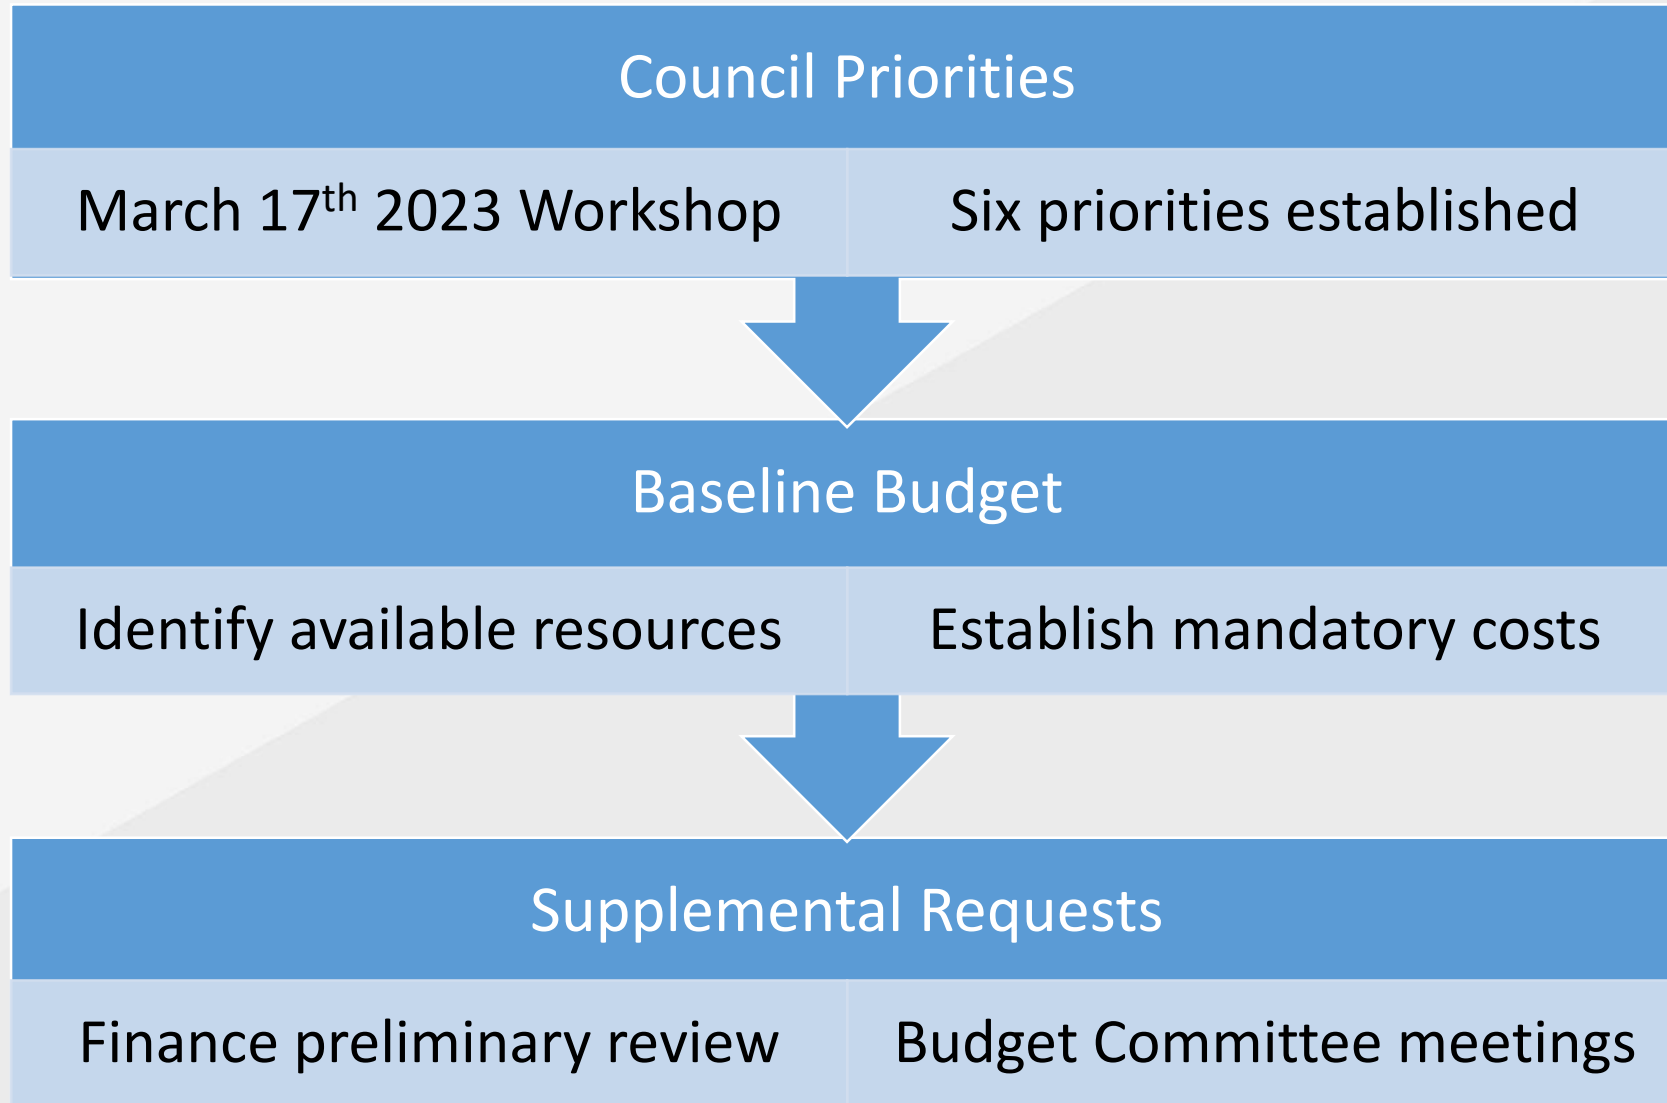 Council Priorities
March 17th 2023 Workshop
Six priorities established
Baseline Budget
Identify available resources
Establish mandatory costs
Supplemental Requests
Finance preliminary review
Budget Committee meetings